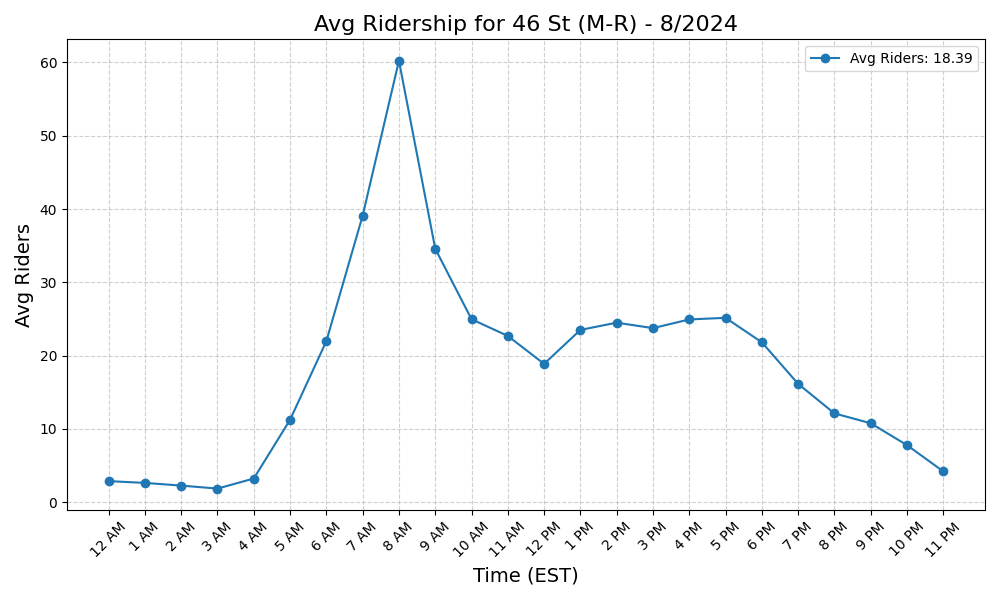 Avg Ridership for 46 St (M-R) - 8/2024
Avg Riders: 18.39
Avg Riders
60
50
40
30
20
10
0
12 AM
1 AM
2 AM
3 AM
4 AM
5 AM
6 AM
7 AM
8 AM
9 AM
10 AM
11 AM
12 PM
1 PM
2 PM
3 PM
4 PM
5 PM
6 PM
7 PM
8 PM
9 PM
10 PM
11 PM
Time (EST)